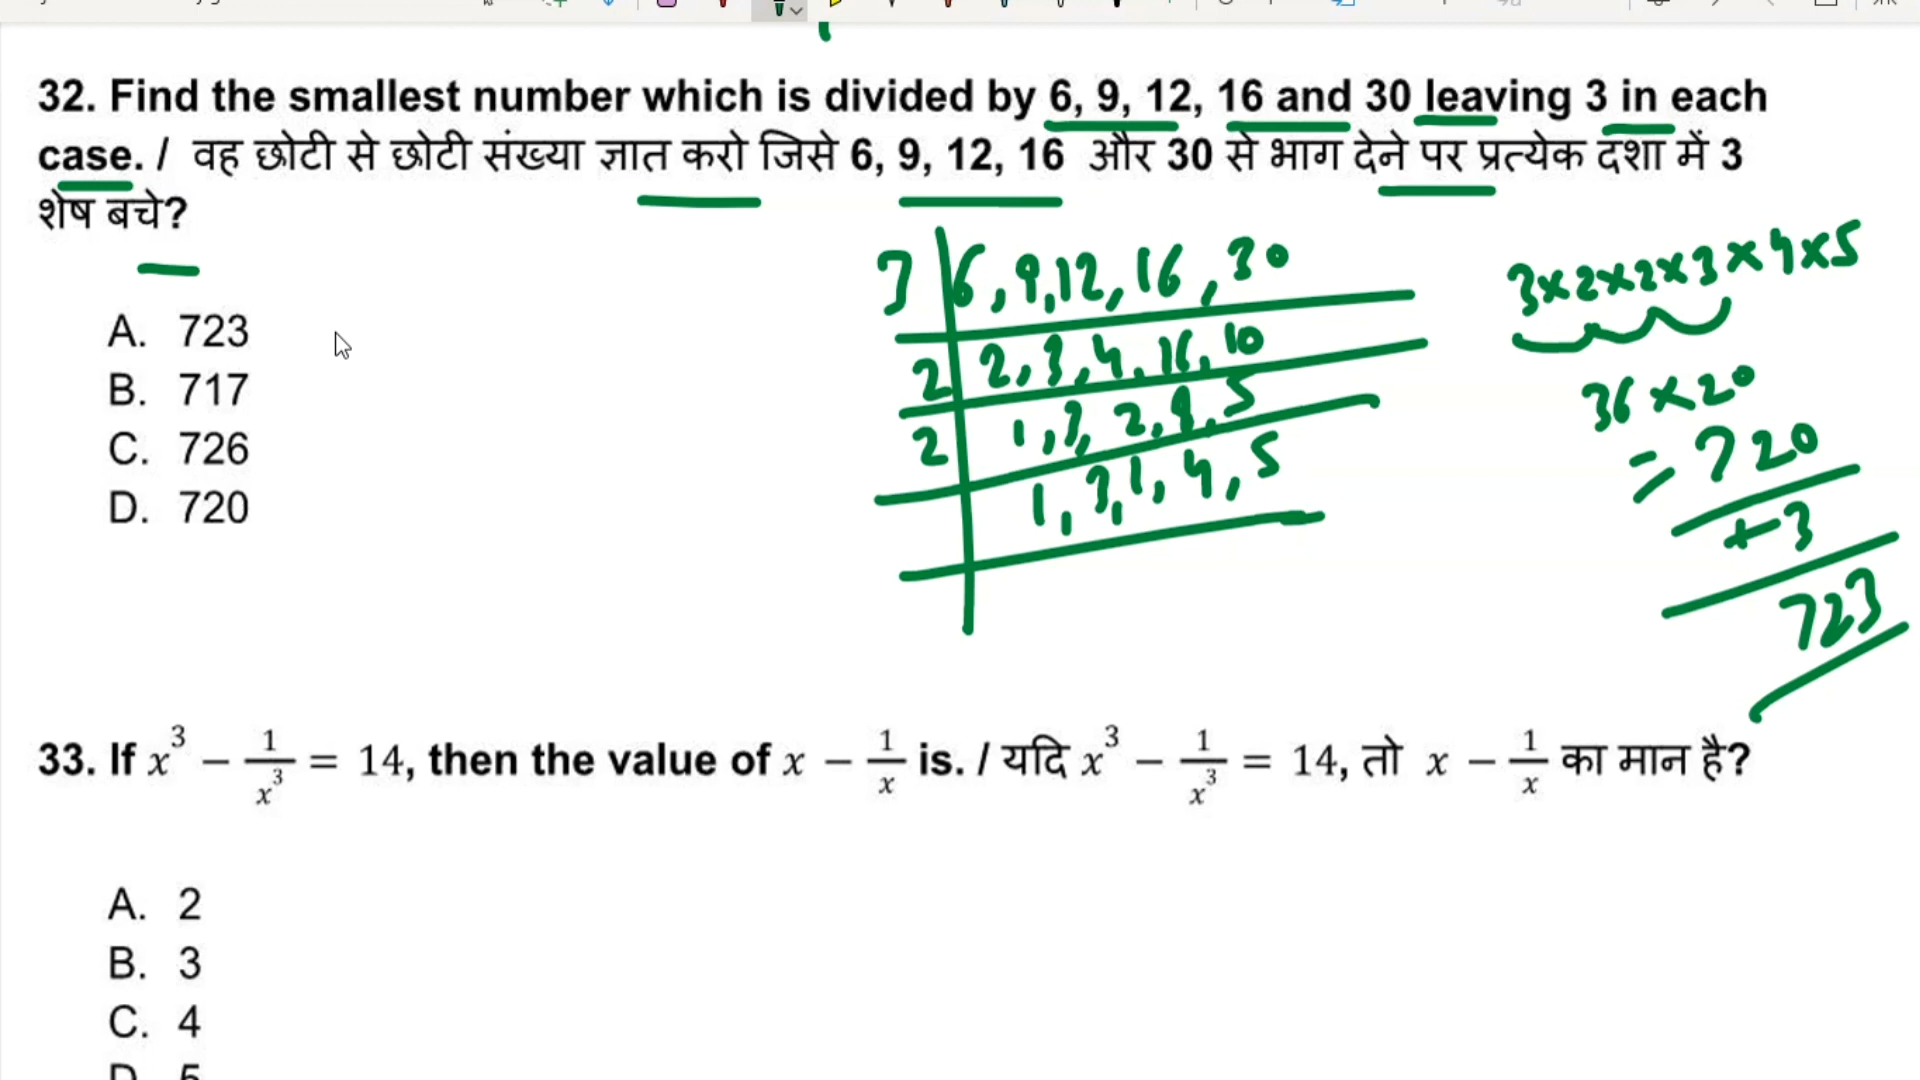 32. Find the smallest number which is divided by 6, 9, 12, 16 and 30 leaving 3 in each
case. / वह छोटी से छोटी संख्या ज्ञात करो जिसे 6, 9, 12, 16 और 30 से भाग देने पर प्रत्येक दशा में 3
शेष बचे?
A. 723
B. 717
C. 726
D. 720
3 6, 9, 12, 16, 30
2 2, 3, 4, 16, 10
2 1, 3, 2, 8, 5
1, 3, 1, 4, 5
3×2×2×3×4×5
36×20
= 720
+3
723
33. If x³ − 1/x³ = 14, then the value of x − 1/x is. / यदि x³ − 1/x³ = 14, तो x − 1/x का मान है?
A. 2
B. 3
C. 4
D 5